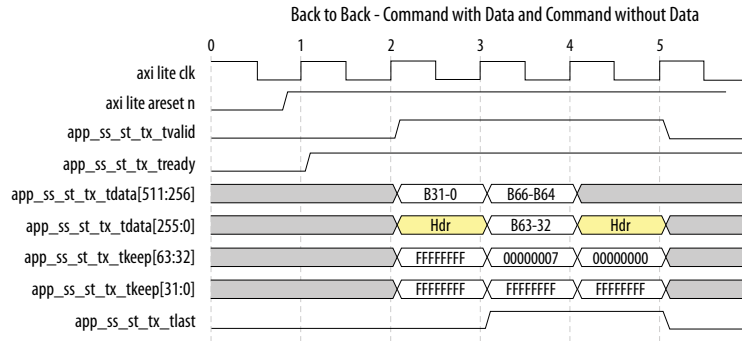 Back to Back - Command with Data and Command without Data
0 1 2 3 4 5
axi lite clk
axi lite areset n
app_ss_st_tx_tvalid
app_ss_st_tx_tready
app_ss_st_tx_tdata[511:256] B31-0 B66-B64
app_ss_st_tx_tdata[255:0] Hdr B63-32 Hdr
app_ss_st_tx_tkeep[63:32] FFFFFFFF 00000007 00000000
app_ss_st_tx_tkeep[31:0] FFFFFFFF FFFFFFFF FFFFFFFF
app_ss_st_tx_tlast